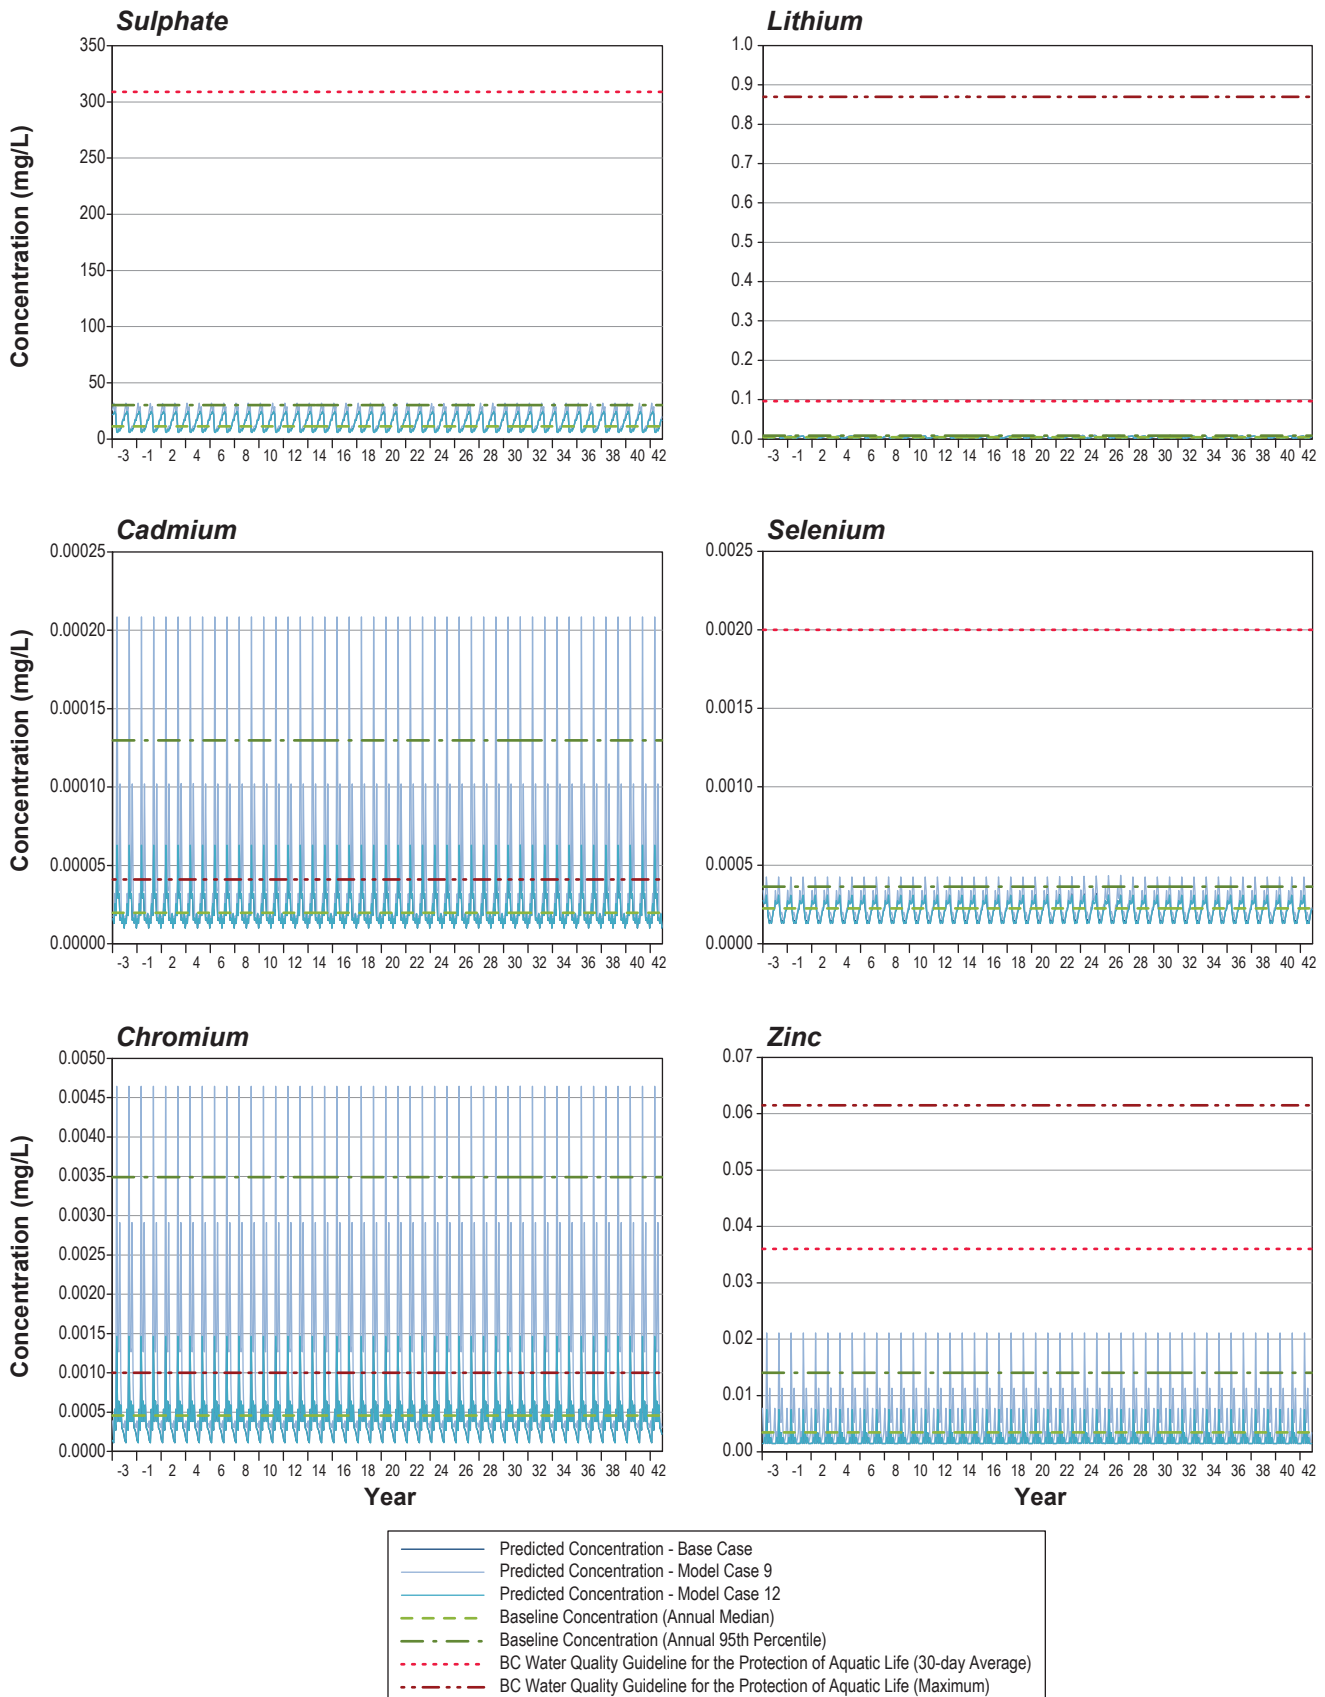 Sulphate
Concentration (mg/L)
350
300
250
200
150
100
50
0
-3 -1 2 4 6 8 10 12 14 16 18 20 22 24 26 28 30 32 34 36 38 40 42
Lithium
1.0
0.9
0.8
0.7
0.6
0.5
0.4
0.3
0.2
0.1
0.0
-3 -1 2 4 6 8 10 12 14 16 18 20 22 24 26 28 30 32 34 36 38 40 42
Cadmium
Concentration (mg/L)
0.00025
0.00020
0.00015
0.00010
0.00005
0.00000
-3 -1 2 4 6 8 10 12 14 16 18 20 22 24 26 28 30 32 34 36 38 40 42
Selenium
0.0025
0.0020
0.0015
0.0010
0.0005
0.0000
-3 -1 2 4 6 8 10 12 14 16 18 20 22 24 26 28 30 32 34 36 38 40 42
Chromium
Concentration (mg/L)
0.0050
0.0045
0.0040
0.0035
0.0030
0.0025
0.0020
0.0015
0.0010
0.0005
0.0000
-3 -1 2 4 6 8 10 12 14 16 18 20 22 24 26 28 30 32 34 36 38 40 42
Year
Zinc
0.07
0.06
0.05
0.04
0.03
0.02
0.01
0.00
-3 -1 2 4 6 8 10 12 14 16 18 20 22 24 26 28 30 32 34 36 38 40 42
Year
Predicted Concentration - Base Case
Predicted Concentration - Model Case 9
Predicted Concentration - Model Case 12
Baseline Concentration (Annual Median)
Baseline Concentration (Annual 95th Percentile)
BC Water Quality Guideline for the Protection of Aquatic Life (30-day Average)
BC Water Quality Guideline for the Protection of Aquatic Life (Maximum)